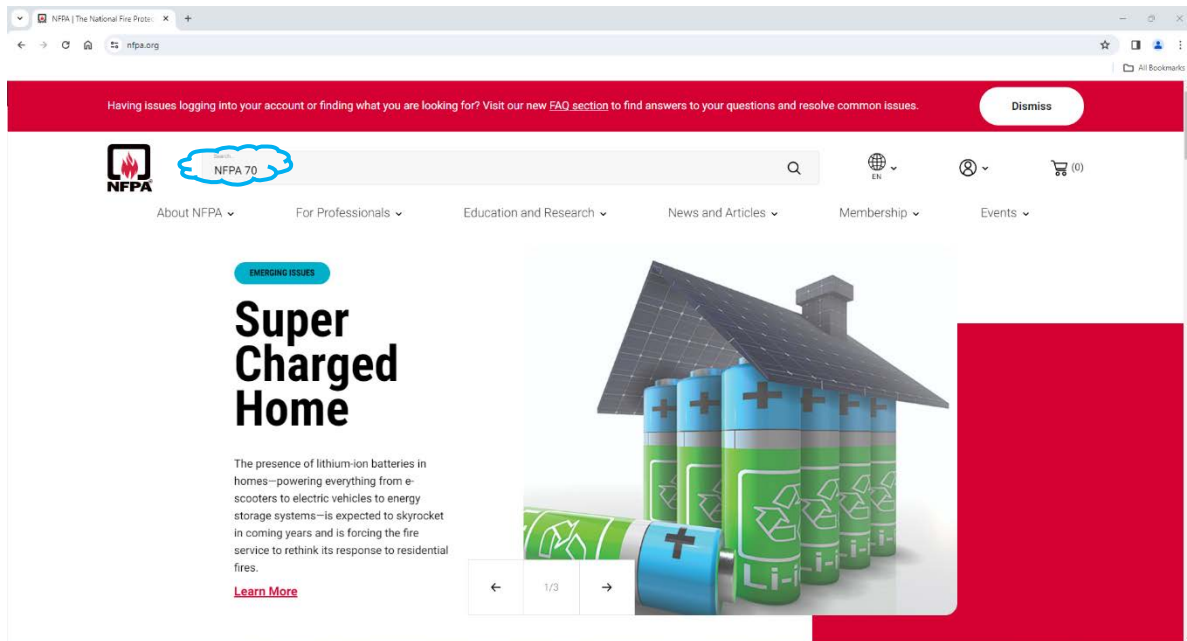 NFPA | The National Fire Protec
nfpa.org
All Bookmarks
Having issues logging into your account or finding what you are looking for? Visit our new FAQ section to find answers to your questions and resolve common issues.
Dismiss
NFPA
Search..
NFPA 70
EN
(0)
About NFPA
For Professionals
Education and Research
News and Articles
Membership
Events
EMERGING ISSUES
Super
Charged
Home
The presence of lithium-ion batteries in
homes—powering everything from e-
scooters to electric vehicles to energy
storage systems—is expected to skyrocket
in coming years and is forcing the fire
service to rethink its response to residential
fires.
Learn More
1/3
Li-i
Li-i